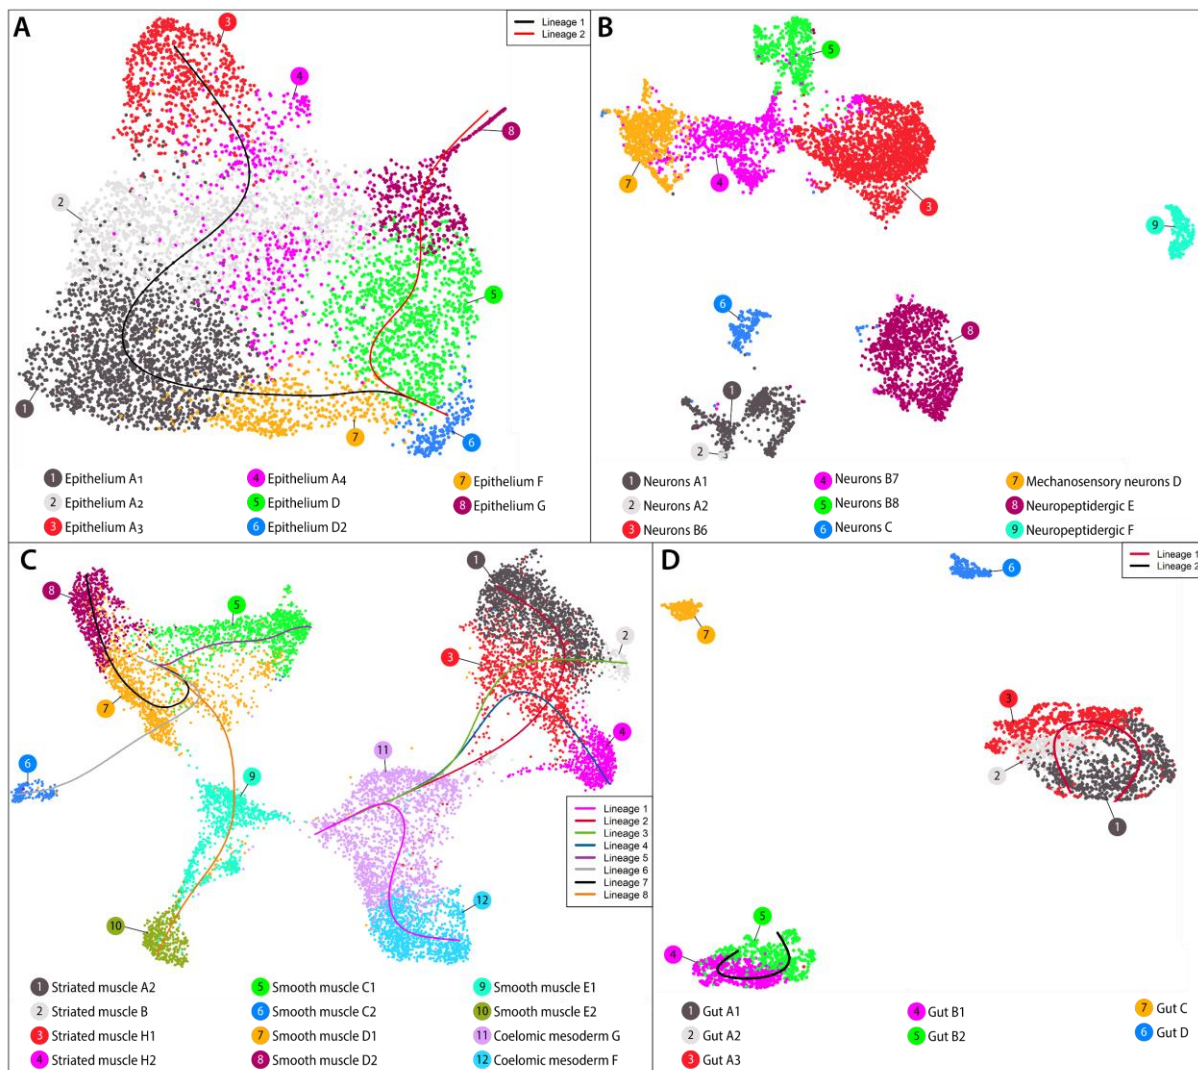 A
Lineage 1
Lineage 2
3
4
8
2
5
1
7
6
1 Epithelium A1
2 Epithelium A2
3 Epithelium A3
4 Epithelium A4
5 Epithelium D
6 Epithelium D2
7 Epithelium F
8 Epithelium G
B
5
7
4
3
9
6
8
1
2
1 Neurons A1
2 Neurons A2
3 Neurons B6
4 Neurons B7
5 Neurons B8
6 Neurons C
7 Mechanosensory neurons D
8 Neuropeptidergic E
9 Neuropeptidergic F
C
8
5
1
2
3
7
4
11
6
9
12
10
Lineage 1
Lineage 2
Lineage 3
Lineage 4
Lineage 5
Lineage 6
Lineage 7
Lineage 8
1 Striated muscle A2
2 Striated muscle B
3 Striated muscle H1
4 Striated muscle H2
5 Smooth muscle C1
6 Smooth muscle C2
7 Smooth muscle D1
8 Smooth muscle D2
9 Smooth muscle E1
10 Smooth muscle E2
11 Coelomic mesoderm G
12 Coelomic mesoderm F
D
Lineage 1
Lineage 2
6
7
3
2
1
5
4
1 Gut A1
2 Gut A2
3 Gut A3
4 Gut B1
5 Gut B2
7 Gut C
6 Gut D